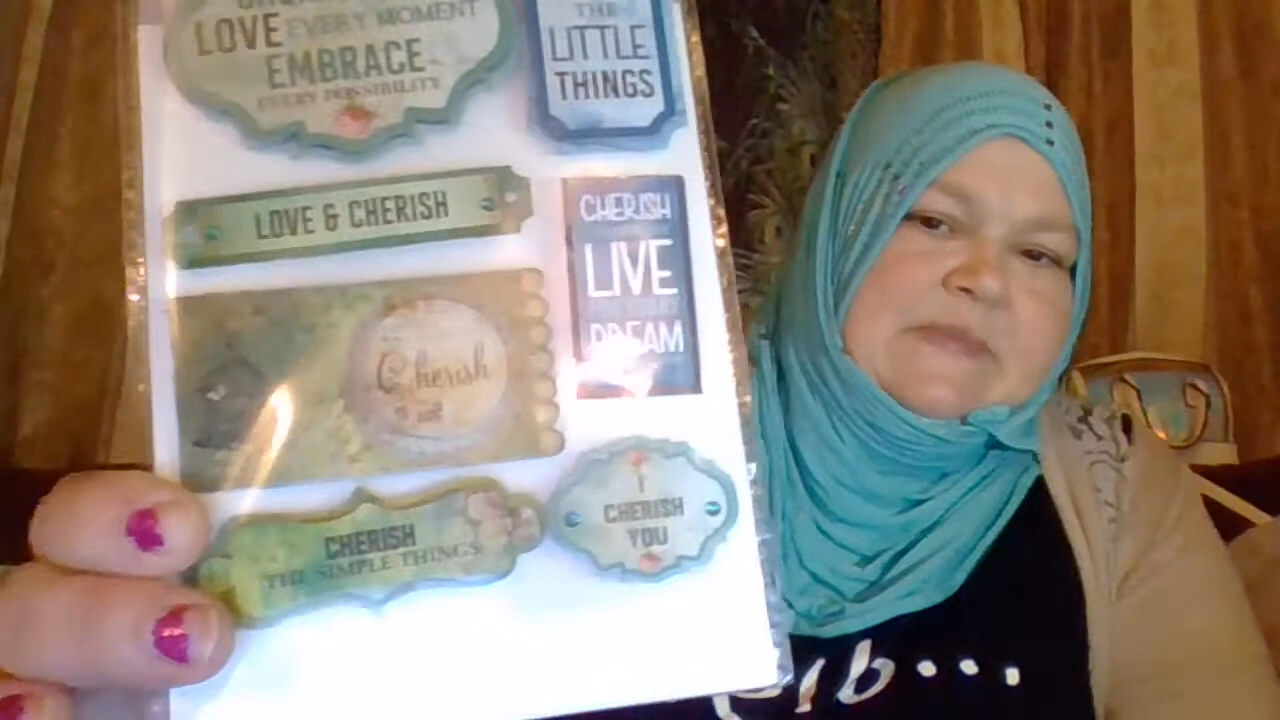 LOVE EVERY MOMENT
EMBRACE
EVERY POSSIBILITY
THE
LITTLE
THINGS
LOVE & CHERISH
CHERISH
LIVE
DREAM
Cherish
CHERISH
THE SIMPLE THINGS
I
CHERISH
YOU